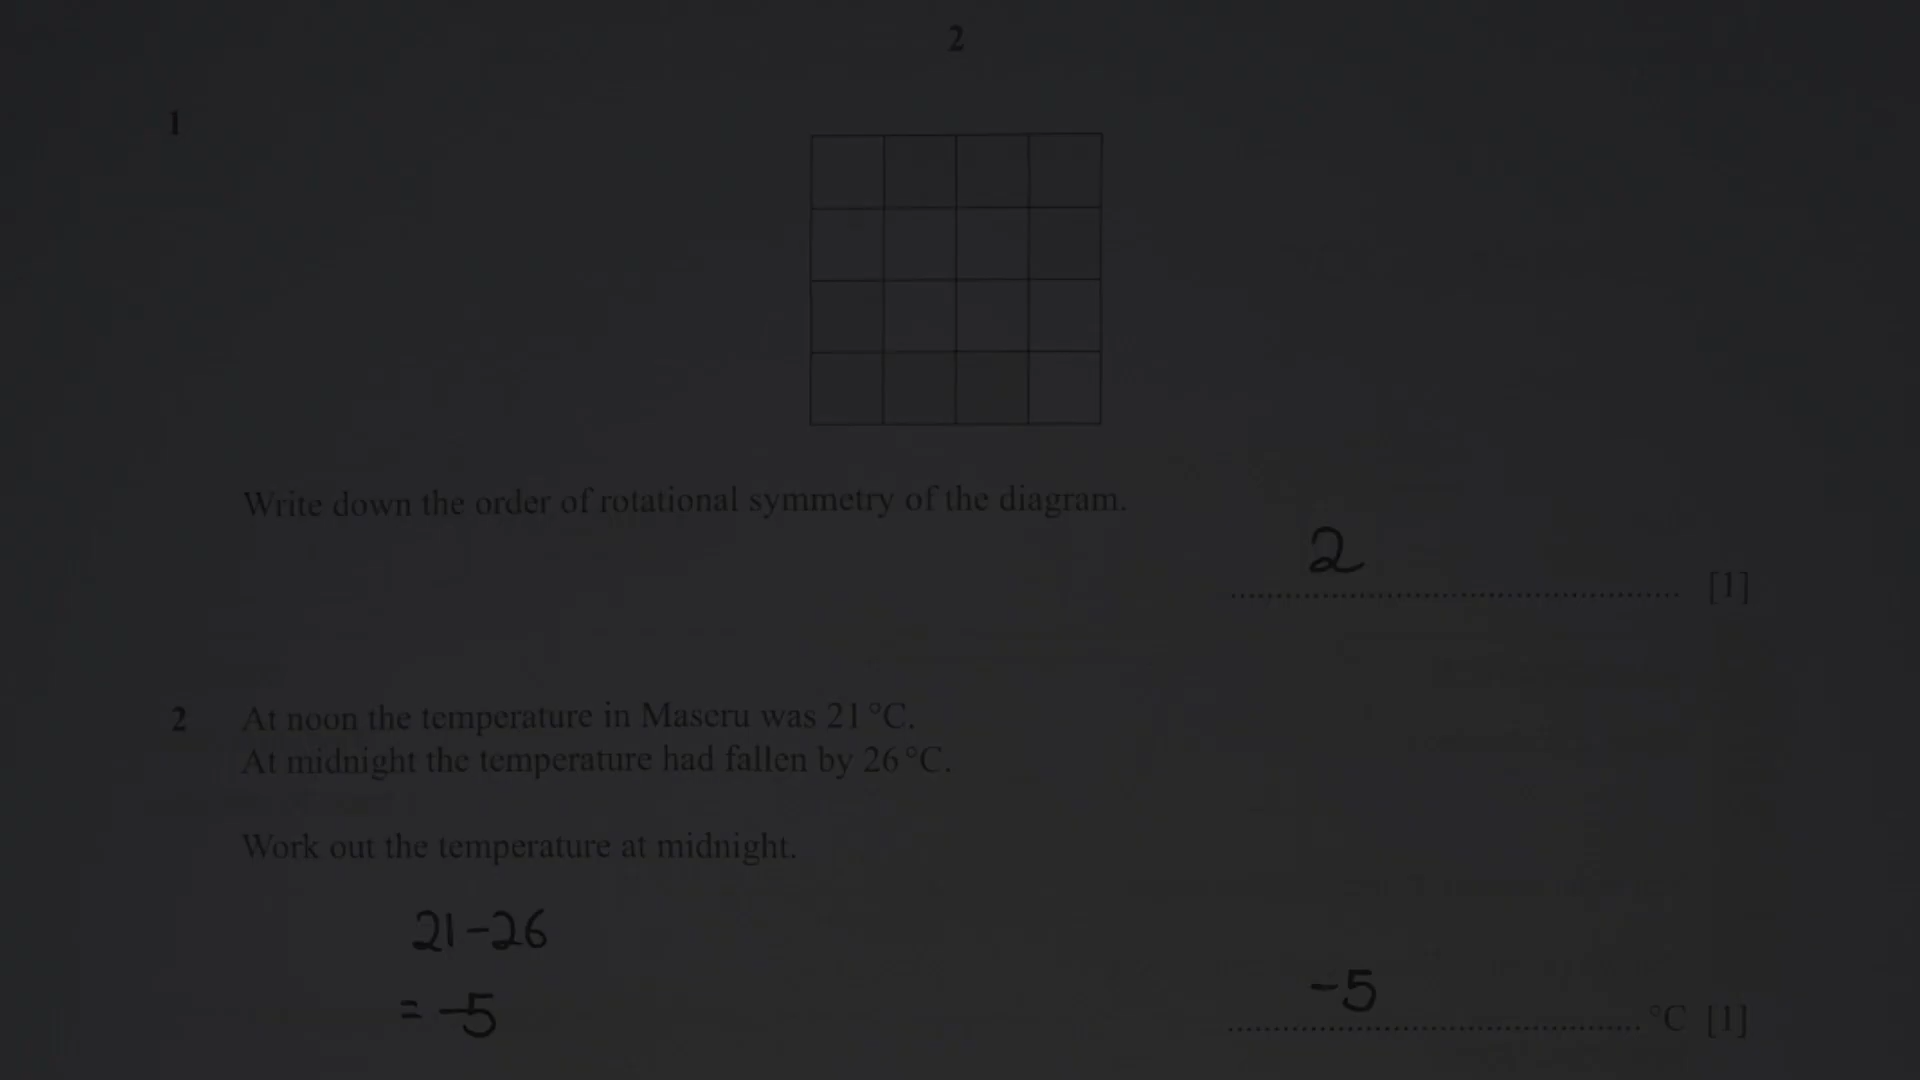 2
1
Write down the order of rotational symmetry of the diagram.
2
[1]
2 At noon the temperature in Maseru was 21 °C.
At midnight the temperature had fallen by 26 °C.
Work out the temperature at midnight.
21-26
= -5
-5
°C [1]